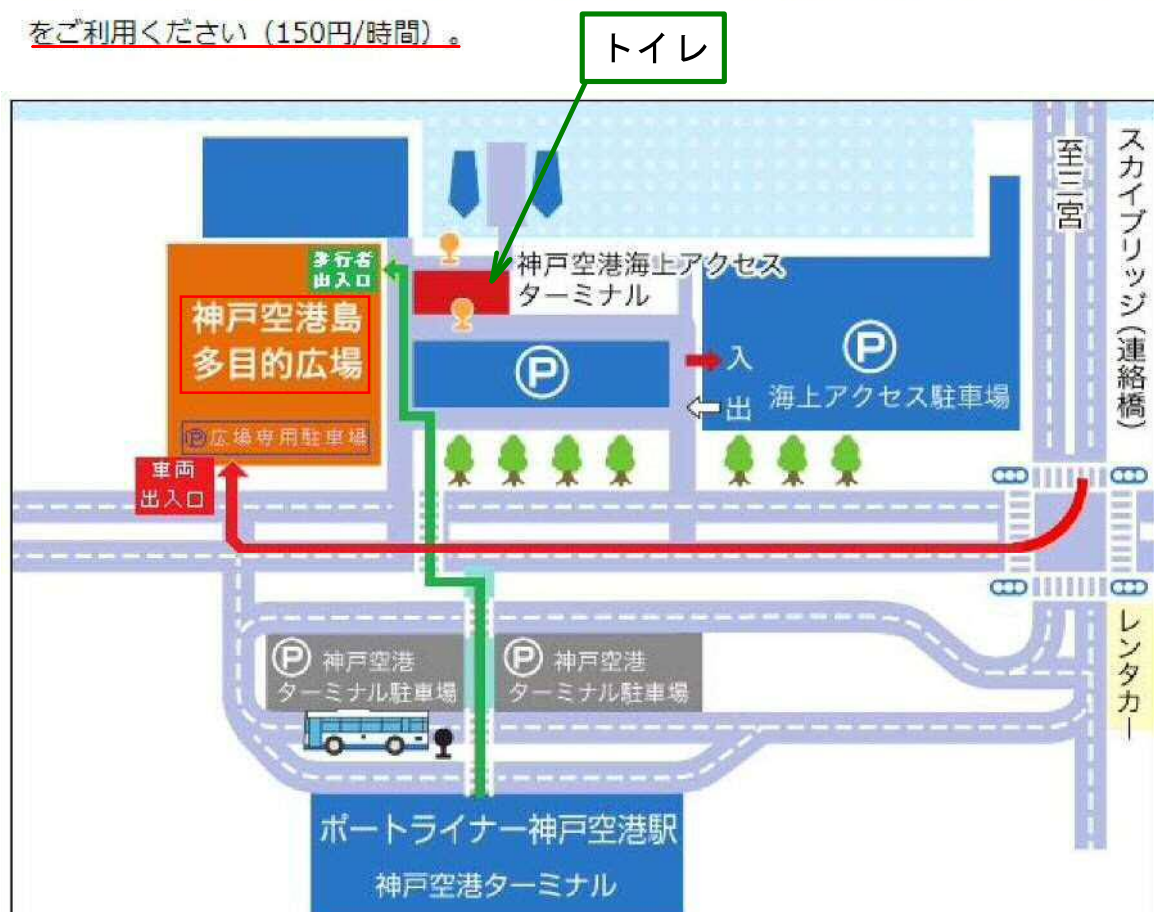 をご利用ください（150円/時間）。
トイレ
至三宮
スカイブリッジ（連絡橋）
歩行者
出入口
神戸空港海上アクセス
ターミナル
神戸空港島
多目的広場
P
P
入
出
海上アクセス駐車場
P広場専用駐車場
車両
出入口
P 神戸空港
ターミナル駐車場
P 神戸空港
ターミナル駐車場
レンタカー
ポートライナー神戸空港駅
神戸空港ターミナル